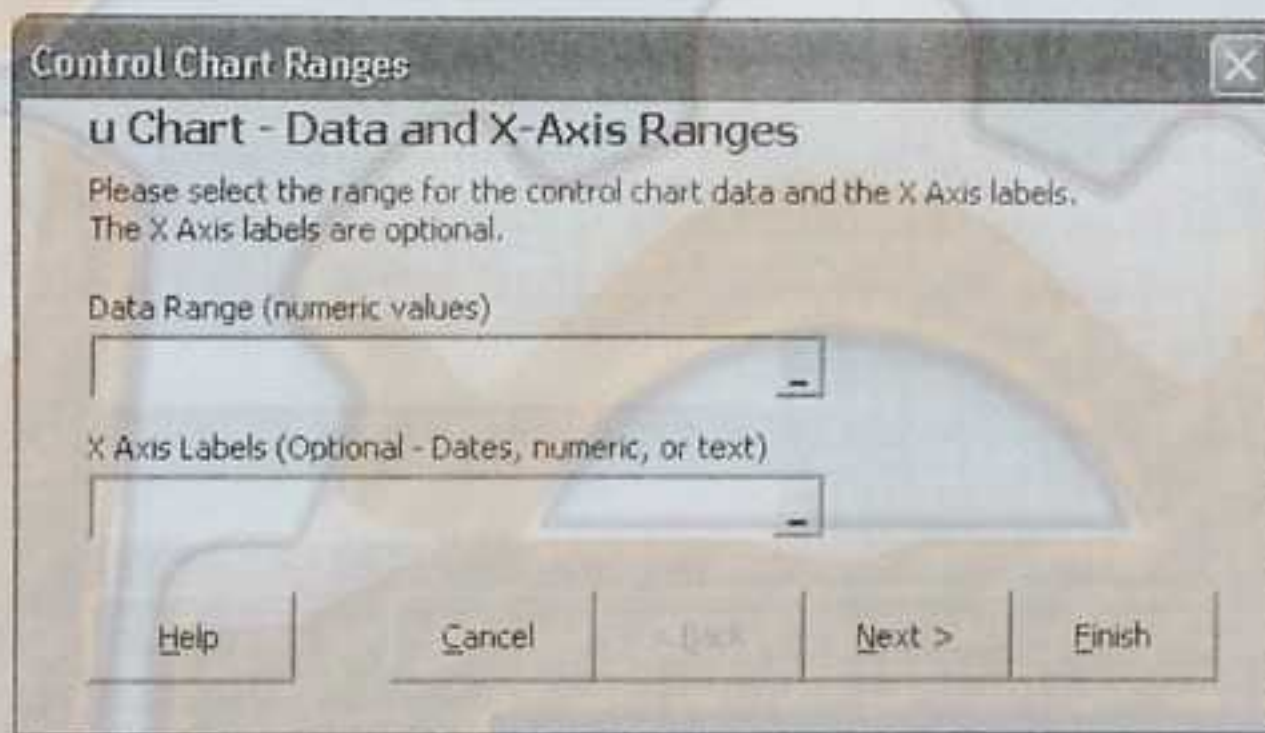 Control Chart Ranges
u Chart - Data and X-Axis Ranges
Please select the range for the control chart data and the X Axis labels.
The X Axis labels are optional.
Data Range (numeric values)
X Axis Labels (Optional - Dates, numeric, or text)
Help Cancel < Back Next > Finish